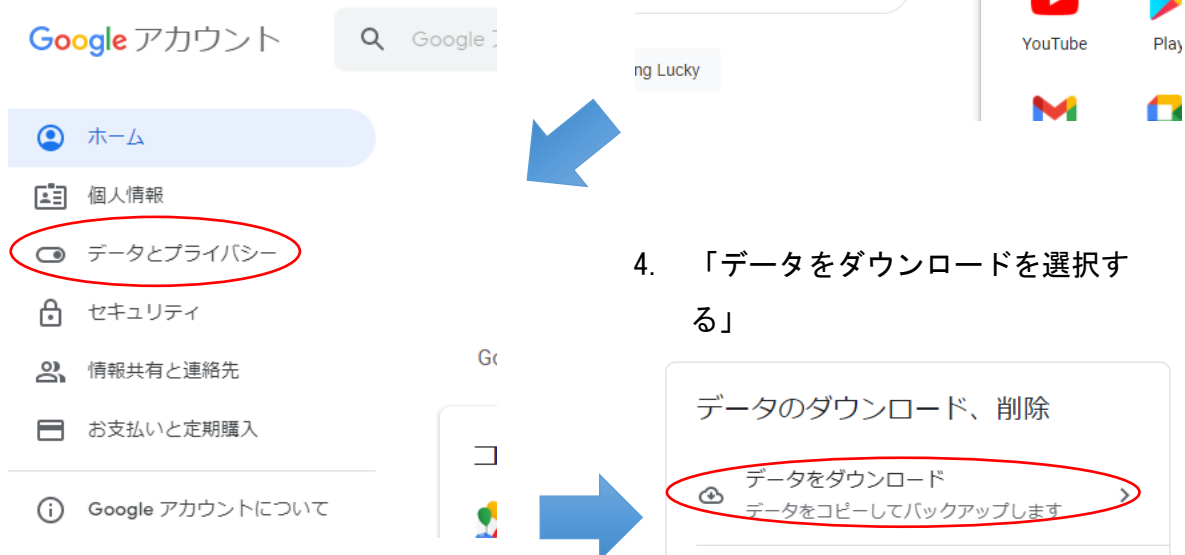 Google アカウント
Google
ホーム
個人情報
データとプライバシー
セキュリティ
情報共有と連絡先
お支払いと定期購入
Google アカウントについて
ng Lucky
YouTube
Play
4. 「データをダウンロードを選択す
る」
データのダウンロード、削除
データをダウンロード
データをコピーしてバックアップします